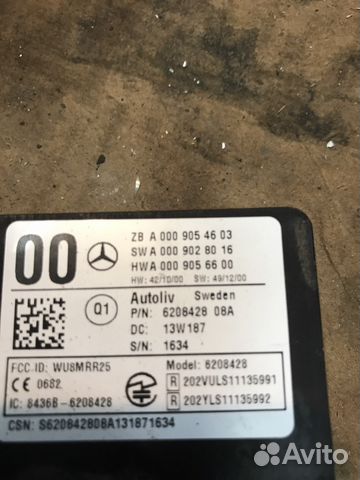 00
ZB A 000 905 46 03
SW A 000 902 80 16
HW A 000 905 66 00
HW: 42/10/00 SW: 49/12/00
Q1
Autoliv Sweden
P/N: 6208428 08A
DC: 13W187
S/N: 1634
FCC-ID: WU8MRR25
CE 0682
IC: 8436B-6208428
Model: 6208428
R 202VULS11135991
R 202YLS11135992
CSN: S620842808A131871634
Avito